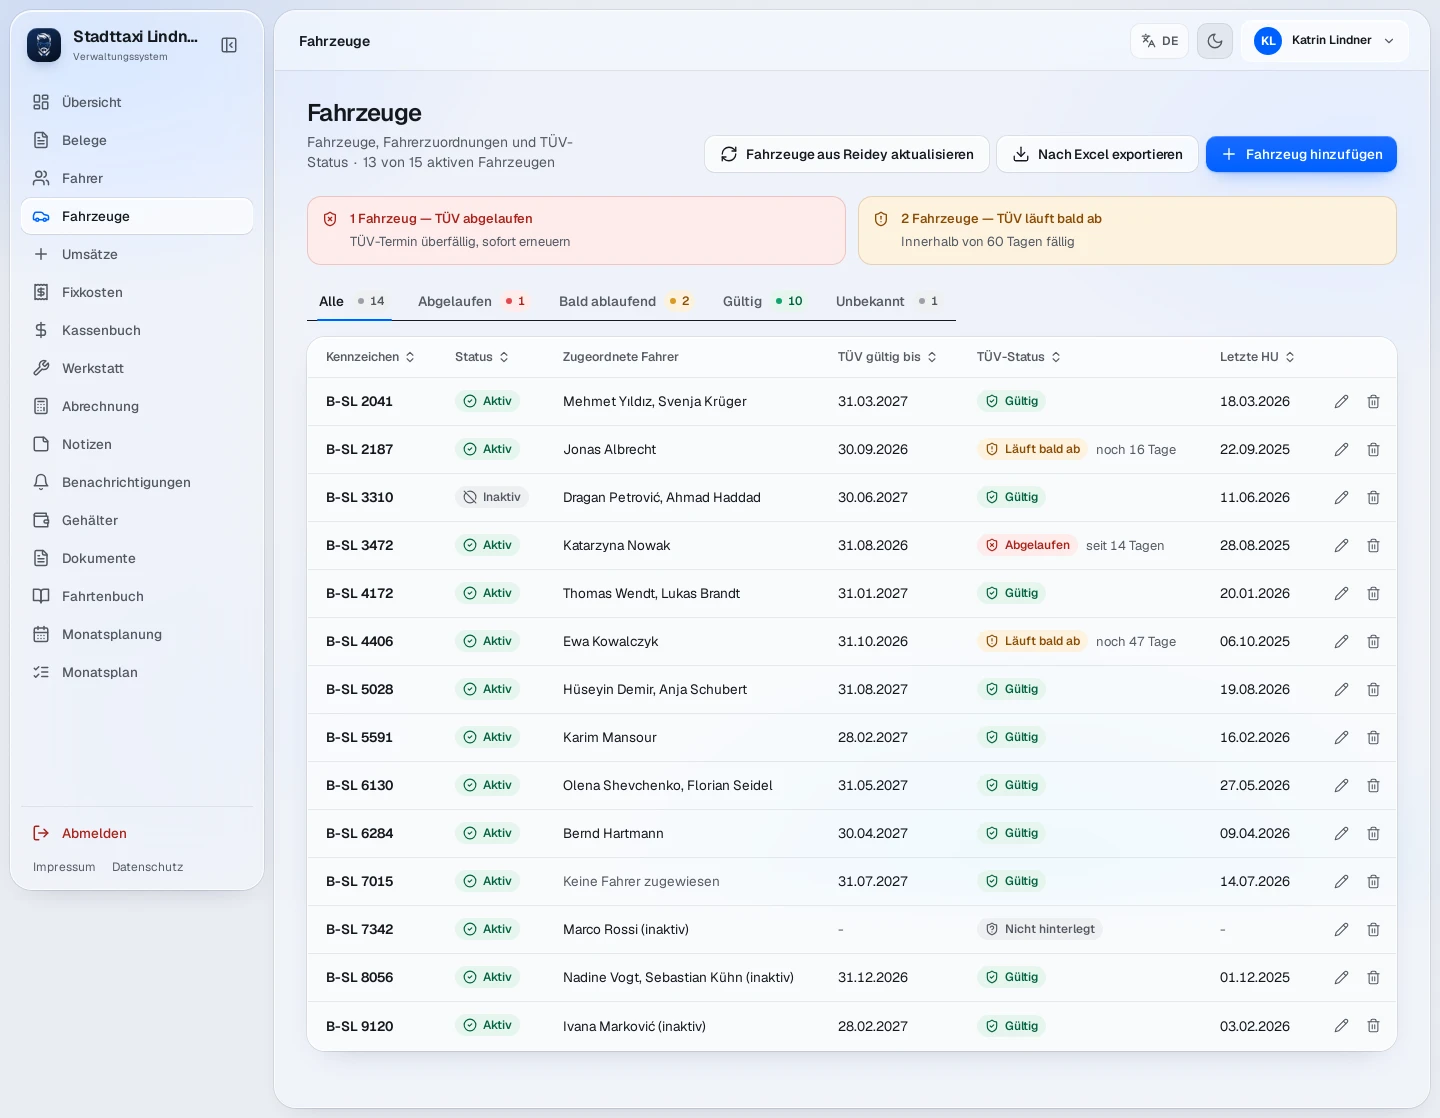 Stadttaxi Lindn...
Verwaltungssystem
Übersicht
Belege
Fahrer
Fahrzeuge
Umsätze
Fixkosten
Kassenbuch
Werkstatt
Abrechnung
Notizen
Benachrichtigungen
Gehälter
Dokumente
Fahrtenbuch
Monatsplanung
Monatsplan
Abmelden
Impressum Datenschutz
Fahrzeuge
DE
KL Katrin Lindner
Fahrzeuge
Fahrzeuge, Fahrerzuordnungen und TÜV-
Status · 13 von 15 aktiven Fahrzeugen
Fahrzeuge aus Reidey aktualisieren
Nach Excel exportieren
Fahrzeug hinzufügen
1 Fahrzeug — TÜV abgelaufen
TÜV-Termin überfällig, sofort erneuern
2 Fahrzeuge — TÜV läuft bald ab
Innerhalb von 60 Tagen fällig
Alle 14 Abgelaufen 1 Bald ablaufend 2 Gültig 10 Unbekannt 1
Kennzeichen Status Zugeordnete Fahrer TÜV gültig bis TÜV-Status Letzte HU
B-SL 2041 Aktiv Mehmet Yıldız, Svenja Krüger 31.03.2027 Gültig 18.03.2026
B-SL 2187 Aktiv Jonas Albrecht 30.09.2026 Läuft bald ab noch 16 Tage 22.09.2025
B-SL 3310 Inaktiv Dragan Petrović, Ahmad Haddad 30.06.2027 Gültig 11.06.2026
B-SL 3472 Aktiv Katarzyna Nowak 31.08.2026 Abgelaufen seit 14 Tagen 28.08.2025
B-SL 4172 Aktiv Thomas Wendt, Lukas Brandt 31.01.2027 Gültig 20.01.2026
B-SL 4406 Aktiv Ewa Kowalczyk 31.10.2026 Läuft bald ab noch 47 Tage 06.10.2025
B-SL 5028 Aktiv Hüseyin Demir, Anja Schubert 31.08.2027 Gültig 19.08.2026
B-SL 5591 Aktiv Karim Mansour 28.02.2027 Gültig 16.02.2026
B-SL 6130 Aktiv Olena Shevchenko, Florian Seidel 31.05.2027 Gültig 27.05.2026
B-SL 6284 Aktiv Bernd Hartmann 30.04.2027 Gültig 09.04.2026
B-SL 7015 Aktiv Keine Fahrer zugewiesen 31.07.2027 Gültig 14.07.2026
B-SL 7342 Aktiv Marco Rossi (inaktiv) - Nicht hinterlegt -
B-SL 8056 Aktiv Nadine Vogt, Sebastian Kühn (inaktiv) 31.12.2026 Gültig 01.12.2025
B-SL 9120 Aktiv Ivana Marković (inaktiv) 28.02.2027 Gültig 03.02.2026